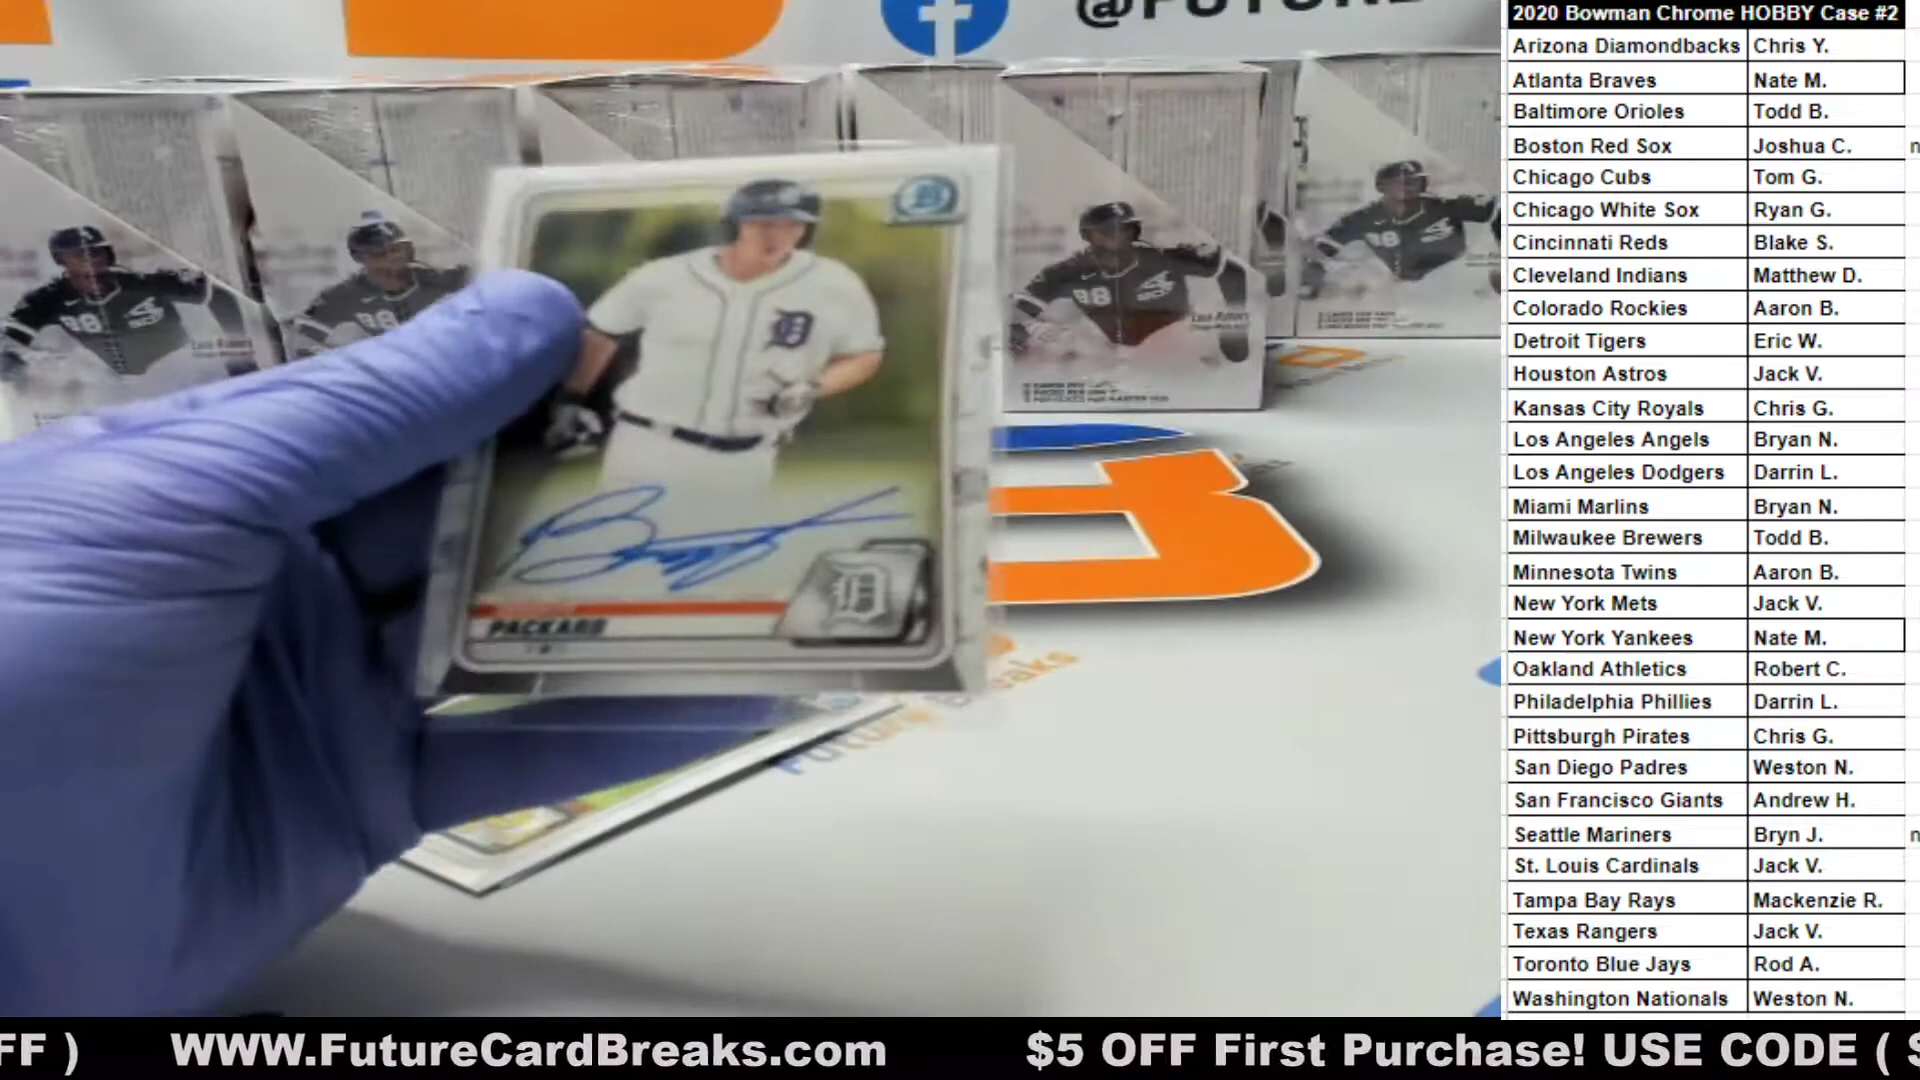 @FUTURE
2020 Bowman Chrome HOBBY Case #2
Arizona Diamondbacks Chris Y.
Atlanta Braves Nate M.
Baltimore Orioles Todd B.
Boston Red Sox Joshua C.
Chicago Cubs Tom G.
Chicago White Sox Ryan G.
Cincinnati Reds Blake S.
Cleveland Indians Matthew D.
Colorado Rockies Aaron B.
Detroit Tigers Eric W.
Houston Astros Jack V.
Kansas City Royals Chris G.
Los Angeles Angels Bryan N.
Los Angeles Dodgers Darrin L.
Miami Marlins Bryan N.
Milwaukee Brewers Todd B.
Minnesota Twins Aaron B.
New York Mets Jack V.
New York Yankees Nate M.
Oakland Athletics Robert C.
Philadelphia Phillies Darrin L.
Pittsburgh Pirates Chris G.
San Diego Padres Weston N.
San Francisco Giants Andrew H.
Seattle Mariners Bryn J.
St. Louis Cardinals Jack V.
Tampa Bay Rays Mackenzie R.
Texas Rangers Jack V.
Toronto Blue Jays Rod A.
Washington Nationals Weston N.
PACKARD
FF ) WWW.FutureCardBreaks.com $5 OFF First Purchase! USE CODE ( $